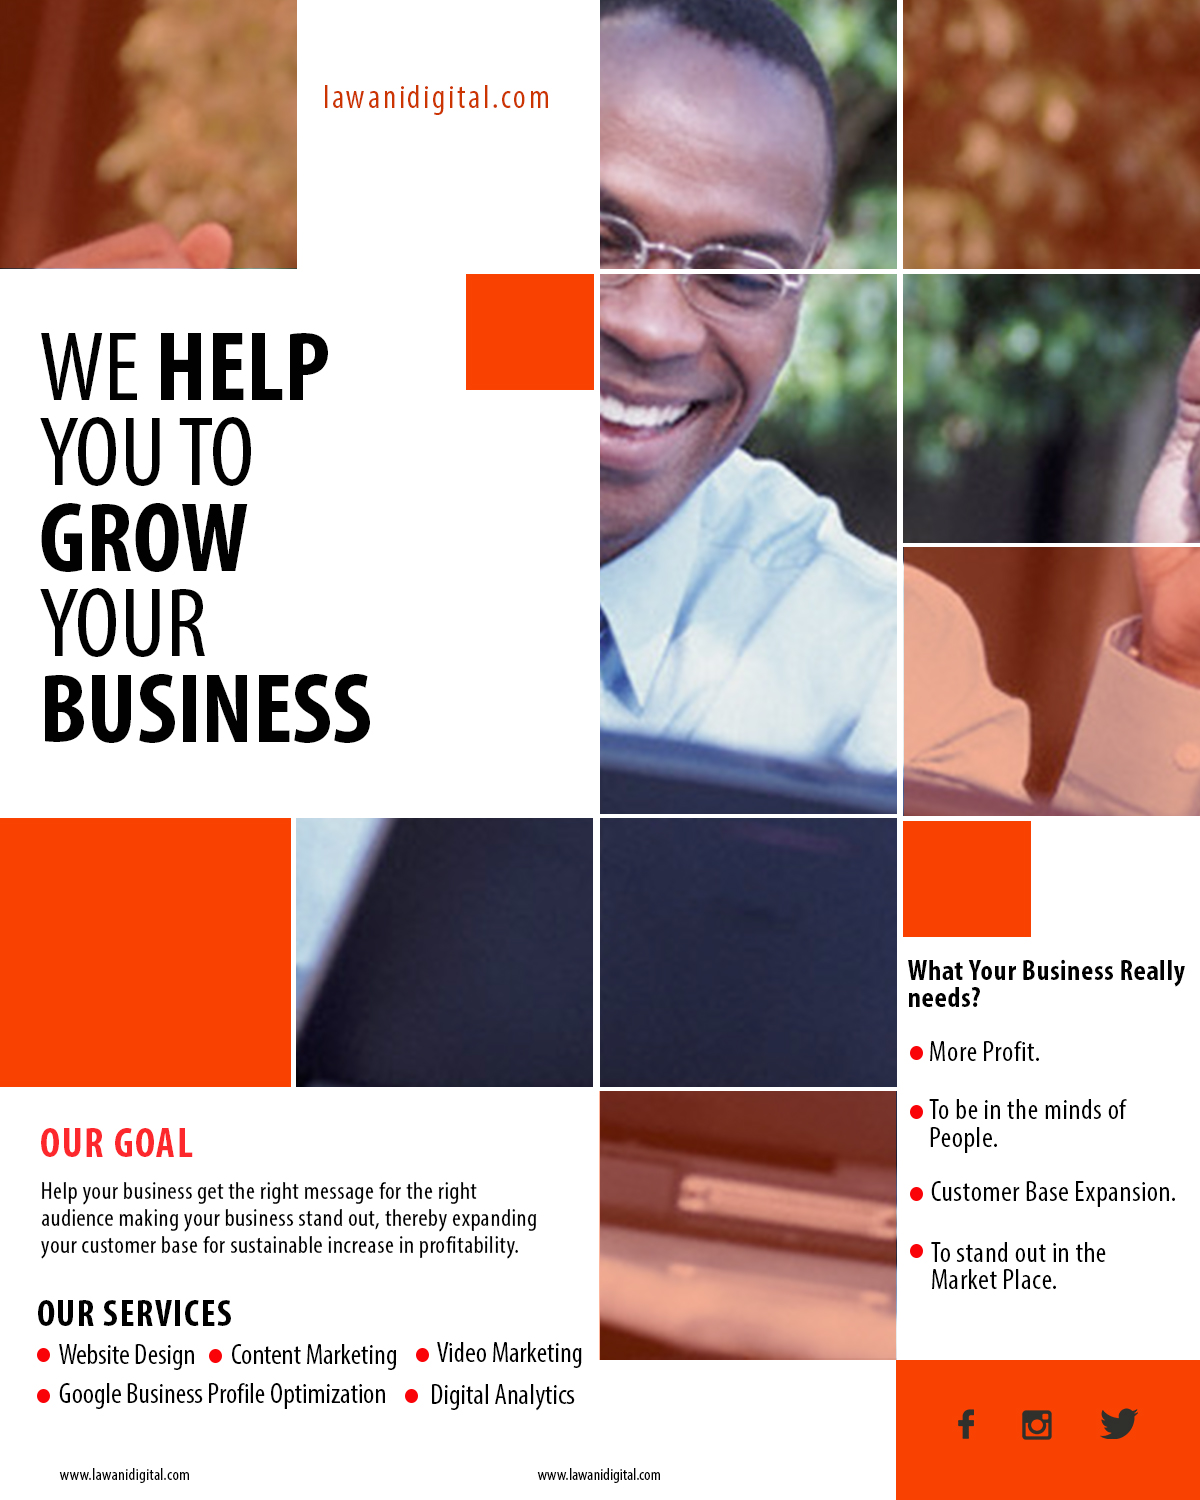 lawanidigital.com
WE HELP
YOU TO
GROW
YOUR
BUSINESS
What Your Business Really
needs?
More Profit.
To be in the minds of
People.
Customer Base Expansion.
To stand out in the
Market Place.
OUR GOAL
Help your business get the right message for the right
audience making your business stand out, thereby expanding
your customer base for sustainable increase in profitability.
OUR SERVICES
Website Design Content Marketing Video Marketing
Google Business Profile Optimization Digital Analytics
www.lawanidigital.com www.lawanidigital.com